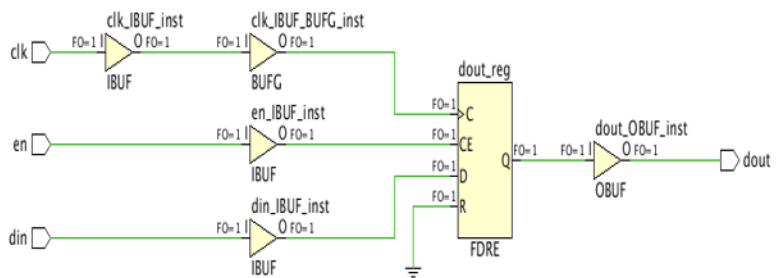 clk_IBUF_inst
clk_IBUF_BUFG_inst
clk
FO=1 I
O FO=1
FO=1 I
O FO=1
IBUF
BUFG
dout_reg
en_IBUF_inst
FO=1
C
dout_OBUF_inst
en
FO=1 I
O FO=1
FO=1
CE
Q
FO=1
FO=1 I
O FO=1
dout
IBUF
FO=1
D
OBUF
din_IBUF_inst
FO=1
R
din
FO=1 I
O FO=1
IBUF
FDRE